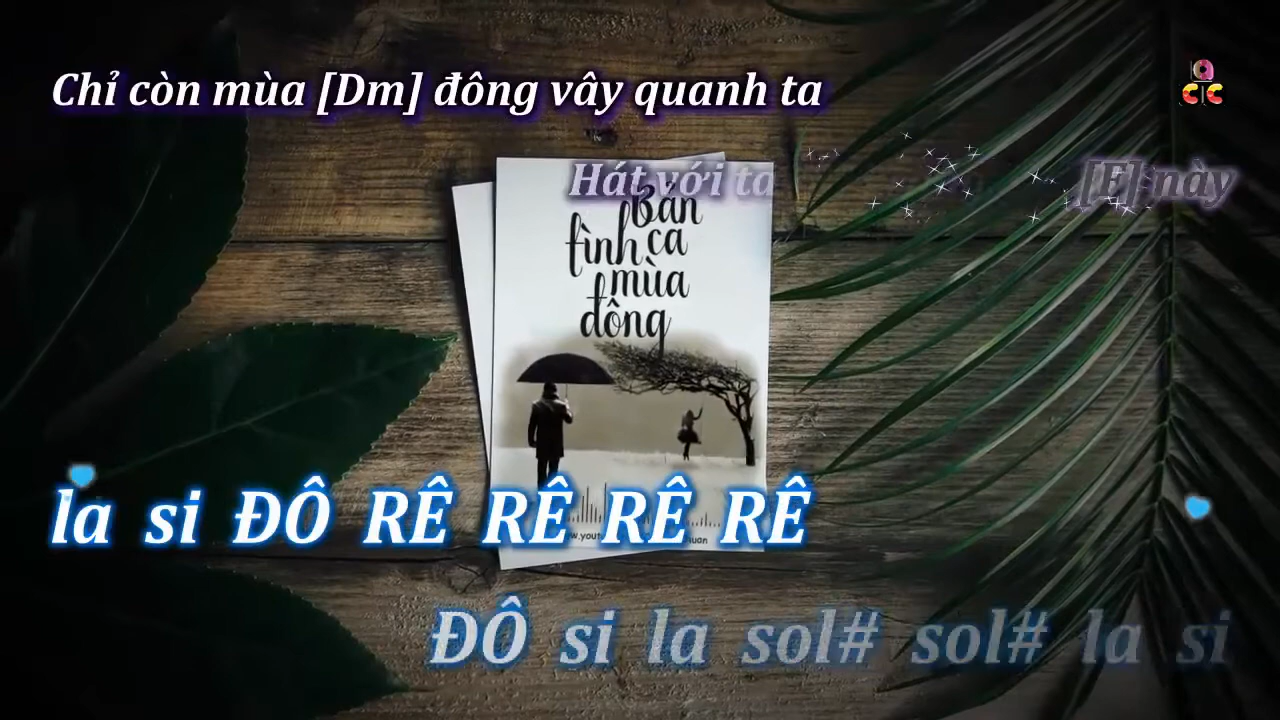 Chỉ còn mùa [Dm] đông vây quanh ta
Hát với ta
[E] này
Bản
tình ca
mùa
đông
la si ĐÔ RÊ RÊ RÊ RÊ
ĐÔ si la sol# sol# la si